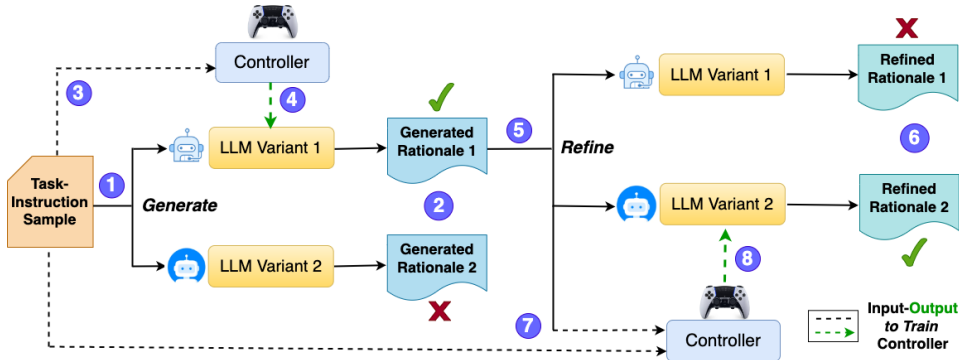 Controller
3
4
LLM Variant 1
Generated
Rationale 1
5
LLM Variant 1
Refined
Rationale 1
Refine
6
Task-
Instruction
Sample
1
Generate
2
LLM Variant 2
Generated
Rationale 2
LLM Variant 2
Refined
Rationale 2
8
7
Controller
Input-Output
to Train
Controller